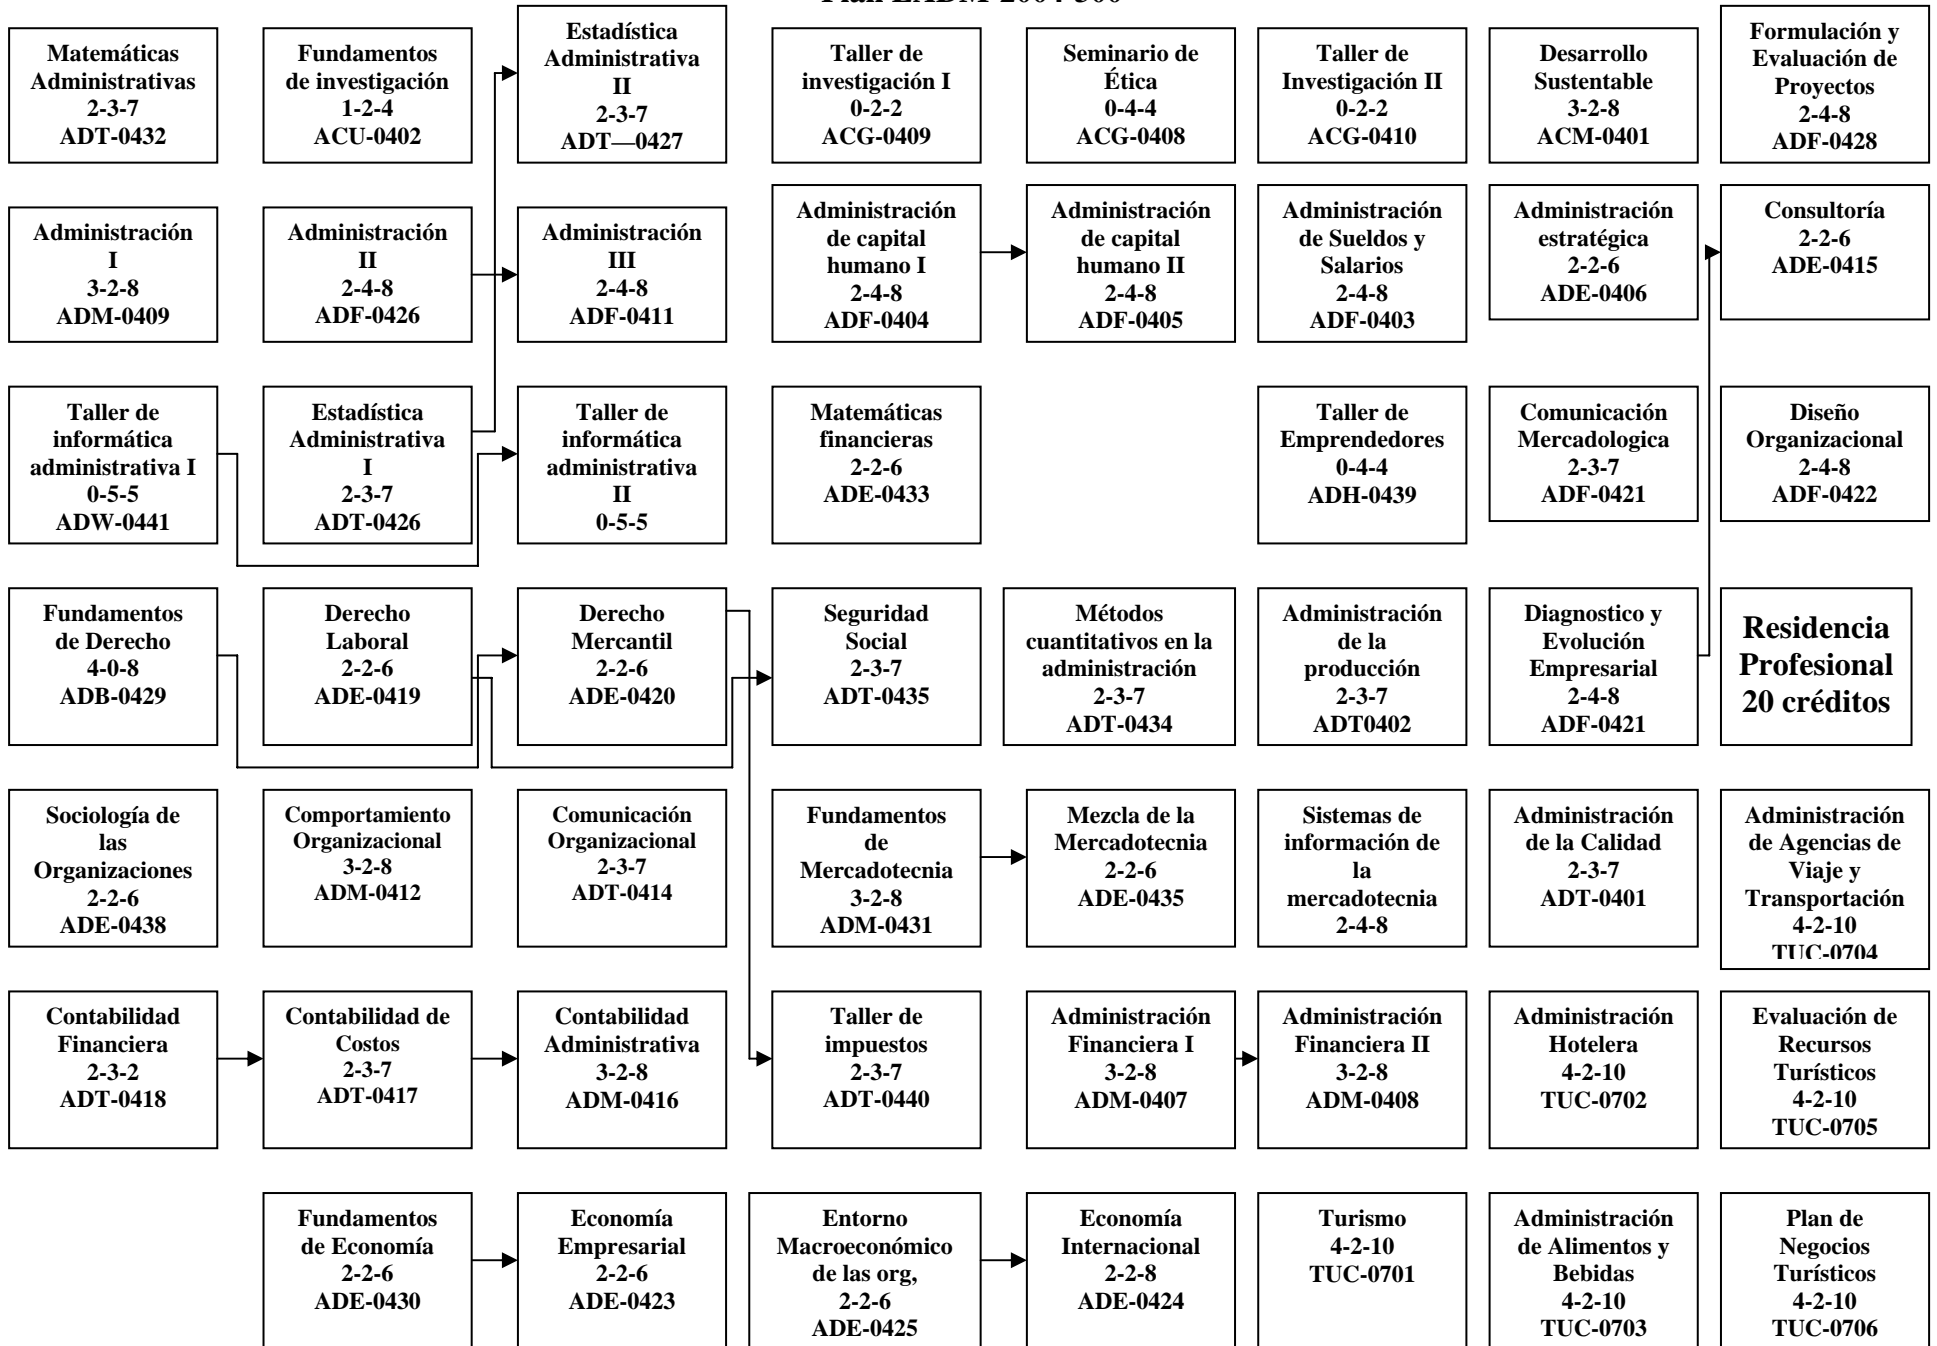 Matemáticas
Administrativas
2-3-7
ADT-0432
Fundamentos
de investigación
1-2-4
ACU-0402
Estadística
Administrativa
II
2-3-7
ADT—0427
Taller de
investigación I
0-2-2
ACG-0409
Seminario de
Ética
0-4-4
ACG-0408
Taller de
Investigación II
0-2-2
ACG-0410
Desarrollo
Sustentable
3-2-8
ACM-0401
Formulación y
Evaluación de
Proyectos
2-4-8
ADF-0428
Administración
I
3-2-8
ADM-0409
Administración
II
2-4-8
ADF-0426
Administración
III
2-4-8
ADF-0411
Administración
de capital
humano I
2-4-8
ADF-0404
Administración
de capital
humano II
2-4-8
ADF-0405
Administración
de Sueldos y
Salarios
2-4-8
ADF-0403
Administración
estratégica
2-2-6
ADE-0406
Consultoría
2-2-6
ADE-0415
Taller de
informática
administrativa I
0-5-5
ADW-0441
Estadística
Administrativa
I
2-3-7
ADT-0426
Taller de
informática
administrativa
II
0-5-5
Matemáticas
financieras
2-2-6
ADE-0433
Taller de
Emprendedores
0-4-4
ADH-0439
Comunicación
Mercadologica
2-3-7
ADF-0421
Diseño
Organizacional
2-4-8
ADF-0422
Fundamentos
de Derecho
4-0-8
ADB-0429
Derecho
Laboral
2-2-6
ADE-0419
Derecho
Mercantil
2-2-6
ADE-0420
Seguridad
Social
2-3-7
ADT-0435
Métodos
cuantitativos en la
administración
2-3-7
ADT-0434
Administración
de la
producción
2-3-7
ADT0402
Diagnostico y
Evolución
Empresarial
2-4-8
ADF-0421
Residencia
Profesional
20 créditos
Sociología de
las
Organizaciones
2-2-6
ADE-0438
Comportamiento
Organizacional
3-2-8
ADM-0412
Comunicación
Organizacional
2-3-7
ADT-0414
Fundamentos
de
Mercadotecnia
3-2-8
ADM-0431
Mezcla de la
Mercadotecnia
2-2-6
ADE-0435
Sistemas de
información de
la
mercadotecnia
2-4-8
Administración
de la Calidad
2-3-7
ADT-0401
Administración
de Agencias de
Viaje y
Transportación
4-2-10
TUC-0704
Contabilidad
Financiera
2-3-2
ADT-0418
Contabilidad de
Costos
2-3-7
ADT-0417
Contabilidad
Administrativa
3-2-8
ADM-0416
Taller de
impuestos
2-3-7
ADT-0440
Administración
Financiera I
3-2-8
ADM-0407
Administración
Financiera II
3-2-8
ADM-0408
Administración
Hotelera
4-2-10
TUC-0702
Evaluación de
Recursos
Turísticos
4-2-10
TUC-0705
Fundamentos
de Economía
2-2-6
ADE-0430
Economía
Empresarial
2-2-6
ADE-0423
Entorno
Macroeconómico
de las org,
2-2-6
ADE-0425
Economía
Internacional
2-2-8
ADE-0424
Turismo
4-2-10
TUC-0701
Administración
de Alimentos y
Bebidas
4-2-10
TUC-0703
Plan de
Negocios
Turísticos
4-2-10
TUC-0706